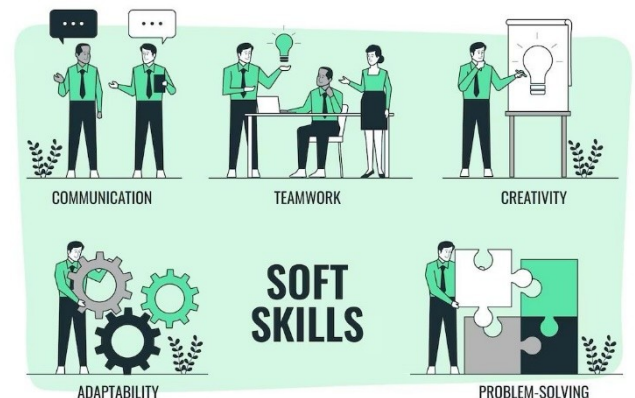 COMMUNICATION
TEAMWORK
CREATIVITY
SOFT
SKILLS
ADAPTABILITY
PROBLEM-SOLVING